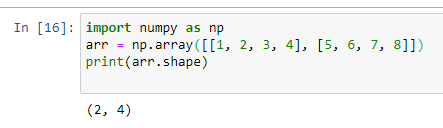 In [16]: import numpy as np
arr = np.array([[1, 2, 3, 4], [5, 6, 7, 8]])
print(arr.shape)
(2, 4)